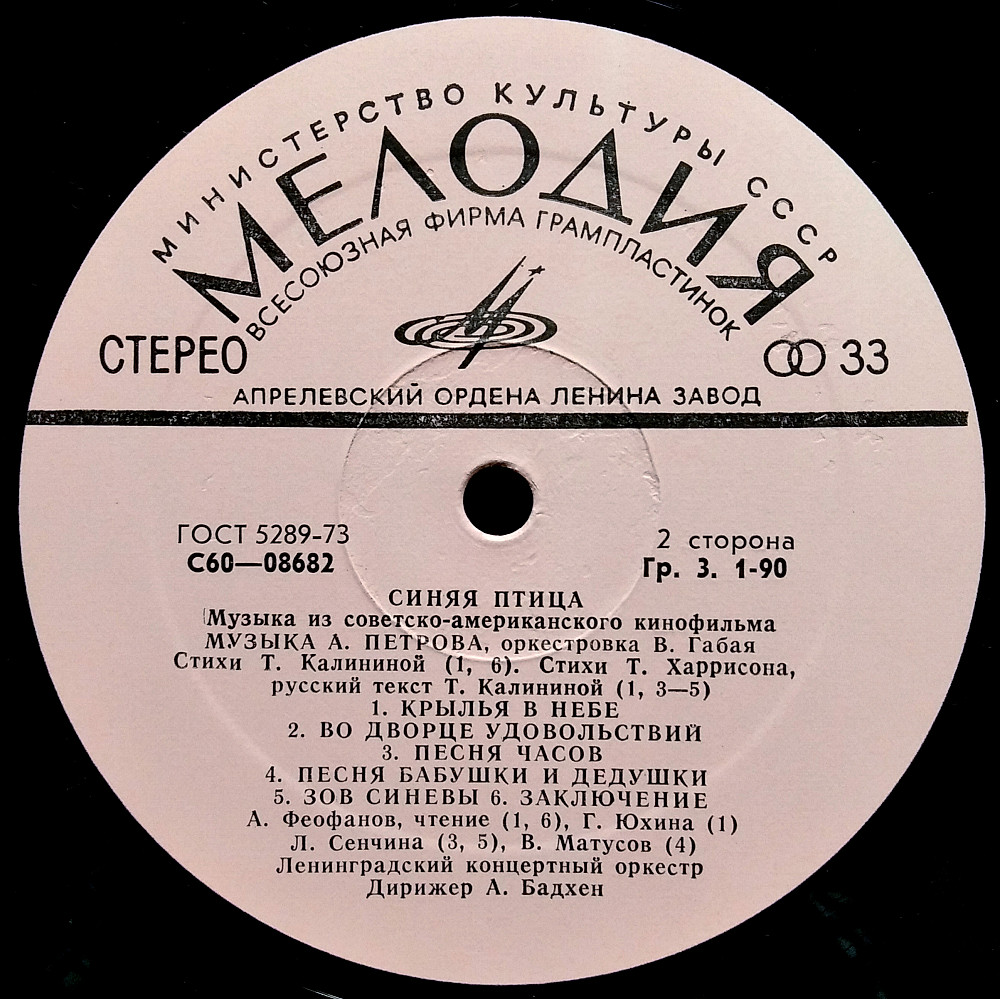 МИНИСТЕРСТВО КУЛЬТУРЫ СССР
МЕЛОДИЯ
ВСЕСОЮЗНАЯ ФИРМА ГРАМПЛАСТИНОК
СТЕРЕО
33
АПРЕЛЕВСКИЙ ОРДЕНА ЛЕНИНА ЗАВОД
ГОСТ 5289-73
2 сторона
С60—08682
Гр. 3. 1-90
СИНЯЯ ПТИЦА
Музыка из советско-американского кинофильма
МУЗЫКА А. ПЕТРОВА, оркестровка В. Габая
Стихи Т. Калининой (1, 6). Стихи Т. Харрисона,
русский текст Т. Калининой (1, 3—5)
1. КРЫЛЬЯ В НЕБЕ
2. ВО ДВОРЦЕ УДОВОЛЬСТВИЙ
3. ПЕСНЯ ЧАСОВ
4. ПЕСНЯ БАБУШКИ И ДЕДУШКИ
5. ЗОВ СИНЕВЫ 6. ЗАКЛЮЧЕНИЕ
А. Феофанов, чтение (1, 6), Г. Юхина (1)
Л. Сенчина (3, 5), В. Матусов (4)
Ленинградский концертный оркестр
Дирижер А. Бадхен